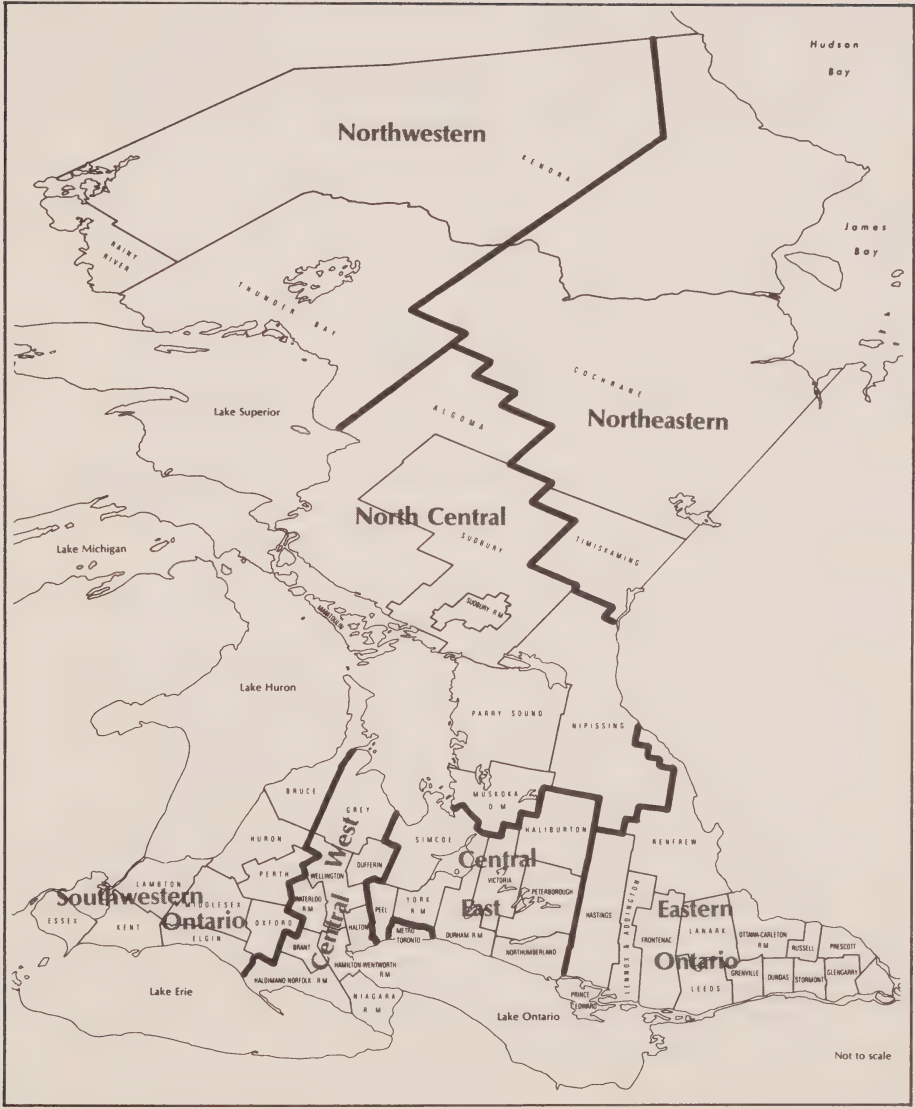 Hudson
Bay
Northwestern
KENORA
James
Bay
RAINY
RIVER
THUNDER BAY
COCHRANE
Lake Superior
ALGOMA
Northeastern
North Central
SUDBURY
TIMISKAMING
Lake Michigan
SUDBURY R M
MANITOULIN
Lake Huron
PARRY SOUND
NIPISSING
BRUCE
MUSKOKA
D M
GREY
HALIBURTON
SIMCOE
RENFREW
HURON
Central West
DUFFERIN
Central
East
PERTH
WELLINGTON
VICTORIA
LAMBTON
PETERBOROUGH
Southwestern
Ontario
MIDDLESEX
WATERLOO
R M
PEEL
YORK
R M
LENNOX & ADDINGTON
Eastern
Ontario
ESSEX
KENT
OXFORD
HALTON
METRO
TORONTO
HASTINGS
LANARK
ELGIN
BRANT
DURHAM R M
FRONTENAC
OTTAWA-CARLETON
R M
RUSSELL
PRESCOTT
NORTHUMBERLAND
HAMILTON-WENTWORTH
R M
HALDIMAND NORFOLK R M
GRENVILLE
DUNDAS
STORMONT
GLENGARRY
LEEDS
Lake Erie
NIAGARA
R M
PRINCE
EDWARD
Lake Ontario
Not to scale